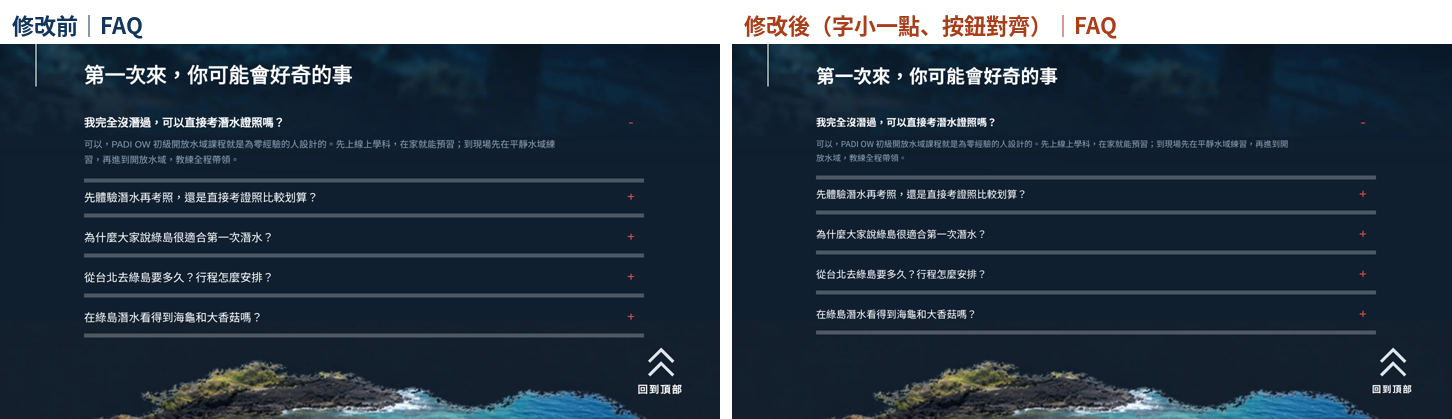 修改前｜FAQ
第一次來，你可能會好奇的事
我完全沒潛過，可以直接考潛水證照嗎？ -
可以，PADI OW 初級開放水域課程就是為零經驗的人設計的。先上線上學科，在家就能預習；到現場先在平靜水域練
習，再進到開放水域，教練全程帶領。
先體驗潛水再考照，還是直接考證照比較划算？ +
為什麼大家說綠島很適合第一次潛水？ +
從台北去綠島要多久？行程怎麼安排？ +
在綠島潛水看得到海龜和大香菇嗎？ +
回到頂部
修改後（字小一點、按鈕對齊）｜FAQ
第一次來，你可能會好奇的事
我完全沒潛過，可以直接考潛水證照嗎？ -
可以，PADI OW 初級開放水域課程就是為零經驗的人設計的。先上線上學科，在家就能預習；到現場先在平靜水域練習，再進到開
放水域，教練全程帶領。
先體驗潛水再考照，還是直接考證照比較划算？ +
為什麼大家說綠島很適合第一次潛水？ +
從台北去綠島要多久？行程怎麼安排？ +
在綠島潛水看得到海龜和大香菇嗎？ +
回到頂部